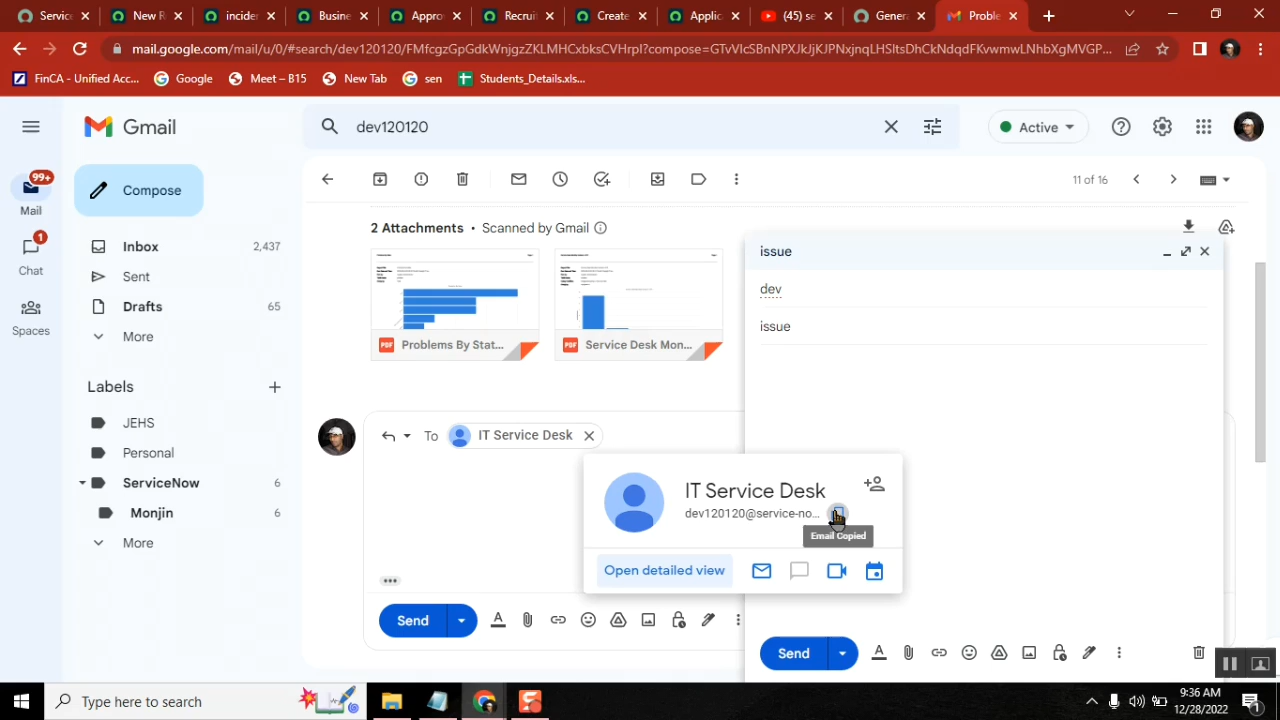 Servic
New R
incider
Busine
Appro
Recrui
Create
Applic
(45) se
Genera
Proble
mail.google.com/mail/u/0/#search/dev120120/
FinCA - Unified Acc...
Google
Meet – B15
New Tab
sen
Students_Details.xls...
Gmail
dev120120
Active
99+
Mail
Compose
11 of 16
1
Chat
Spaces
Inbox 2,437
Sent
Drafts 65
More
2 Attachments • Scanned by Gmail
issue
dev
issue
PDF Problems By Stat...
PDF Service Desk Mon...
Labels
JEHS
Personal
ServiceNow 6
Monjin 6
More
To IT Service Desk
IT Service Desk
dev120120@service-no...
Email Copied
Open detailed view
Send
Send
Type here to search
9:36 AM
12/28/2022
1